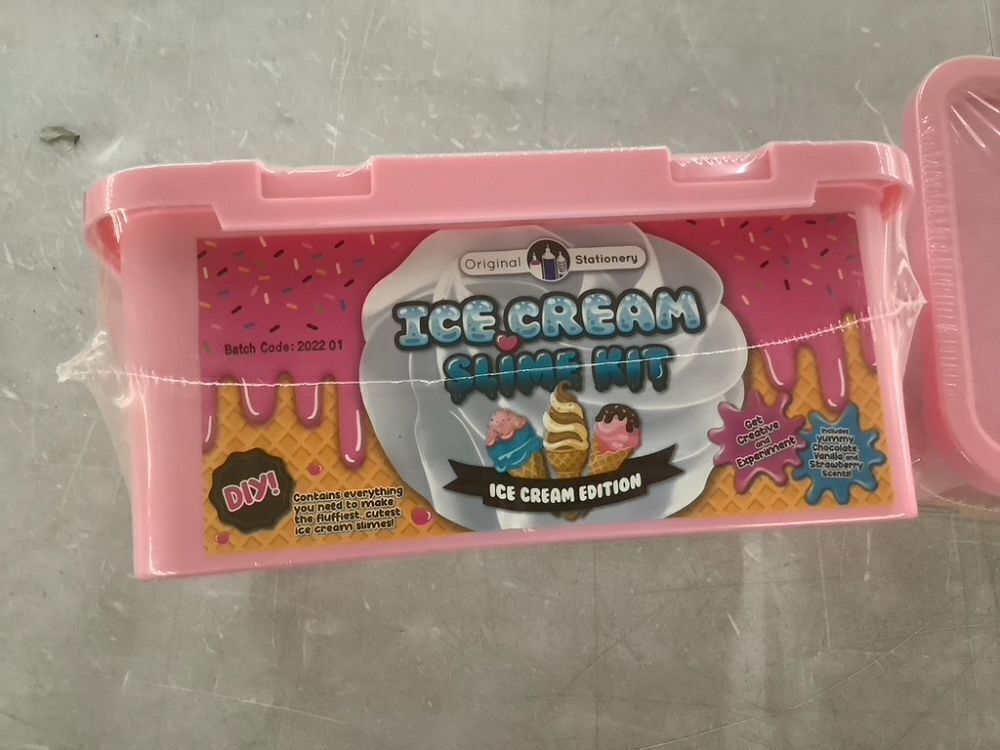 Original Stationery
ICE CREAM
SLIME KIT
Batch Code: 2022 01
ICE CREAM EDITION
DIY!
Contains everything
you need to make
the fluffiest, cutest
ice cream slimes!
Get
Creative
and
Experiment
Includes
yummy
Chocolate,
Vanilla and
Strawberry
Scents!